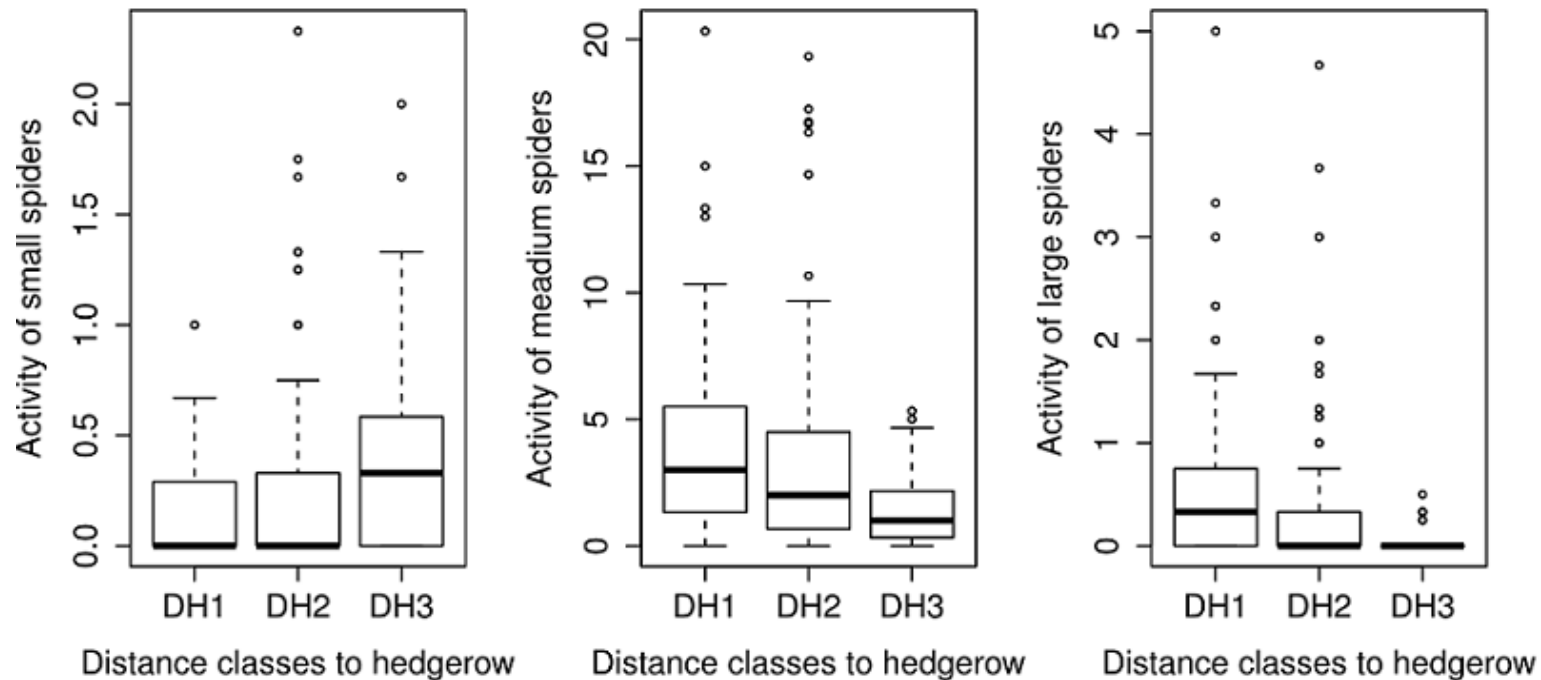 Activity of small spiders
2.0
1.5
1.0
0.5
0.0
DH1 DH2 DH3
Distance classes to hedgerow
Activity of meadium spiders
20
15
10
5
0
DH1 DH2 DH3
Distance classes to hedgerow
Activity of large spiders
5
4
3
2
1
0
DH1 DH2 DH3
Distance classes to hedgerow